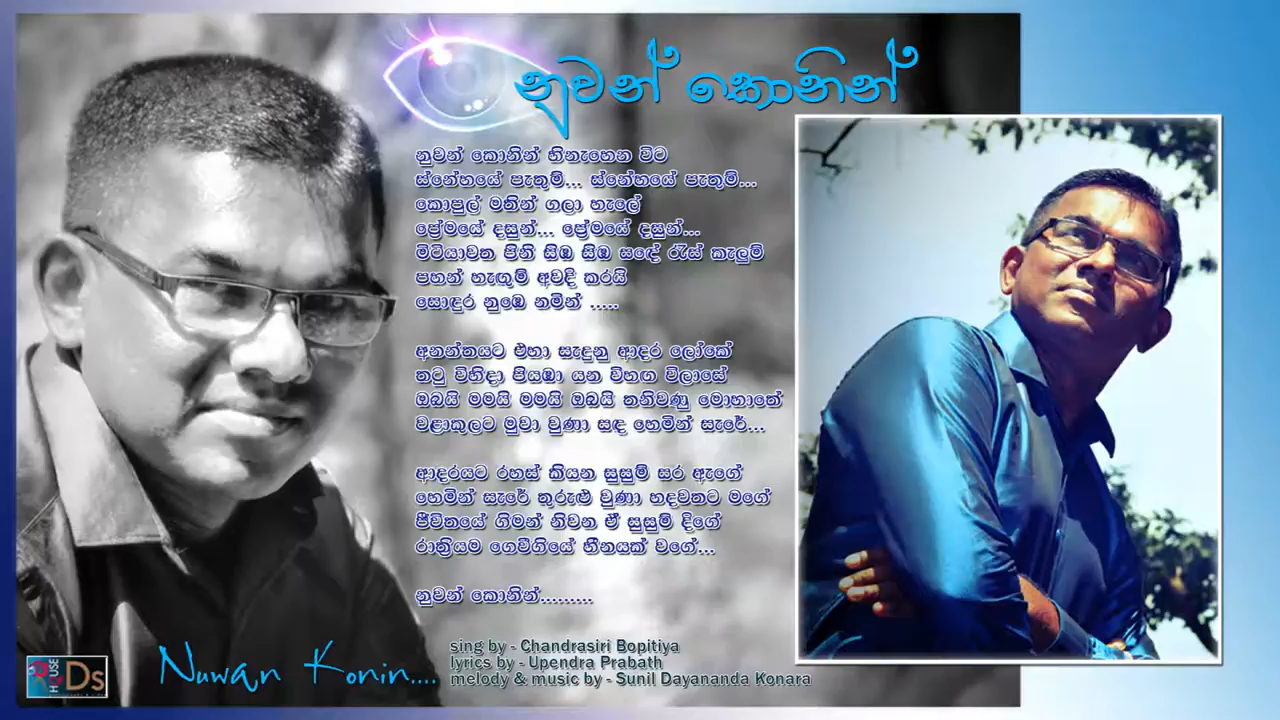 නුවන් කොනින්
නුවන් කොනින් හිනැහෙන විට
ස්නේහයේ පැතුම්... ස්නේහයේ පැතුම්...
කොපුල් මතින් ගලා හැලේ
ප්‍රේමයේ දසුන්... ප්‍රේමයේ දසුන්...
මිටියාවත පිනි සිඹ සිඹ සඳේ රැස් කැලුම්
පහන් හැඟුම් අවදි කරයි
සොඳුර නුඹෙ නමින් .....
අනන්තයට එහා සැදුනු ආදර ලෝකේ
තටු විහිදා පියඹා යන විහඟ විලාසේ
ඔබයි මමයි මමයි ඔබයි තනිවුණු මොහාතේ
වළාකුලට මුවා වුණා සඳ හෙමින් සැරේ...
ආදරයට රහස් කියන සුසුම් සර ඇගේ
හෙමින් සැරේ තුරුළු වුණා හදවතට මගේ
ජීවිතයේ ගිමන් නිවන ඒ සුසුම් දිගේ
රාත්‍රියම ගෙවීගියේ හීනයක් වගේ...
නුවන් කොනින්.........
Nuwan Konin....
sing by - Chandrasiri Bopitiya
lyrics by - Upendra Prabath
melody & music by - Sunil Dayananda Konara
HOUSE
Ds